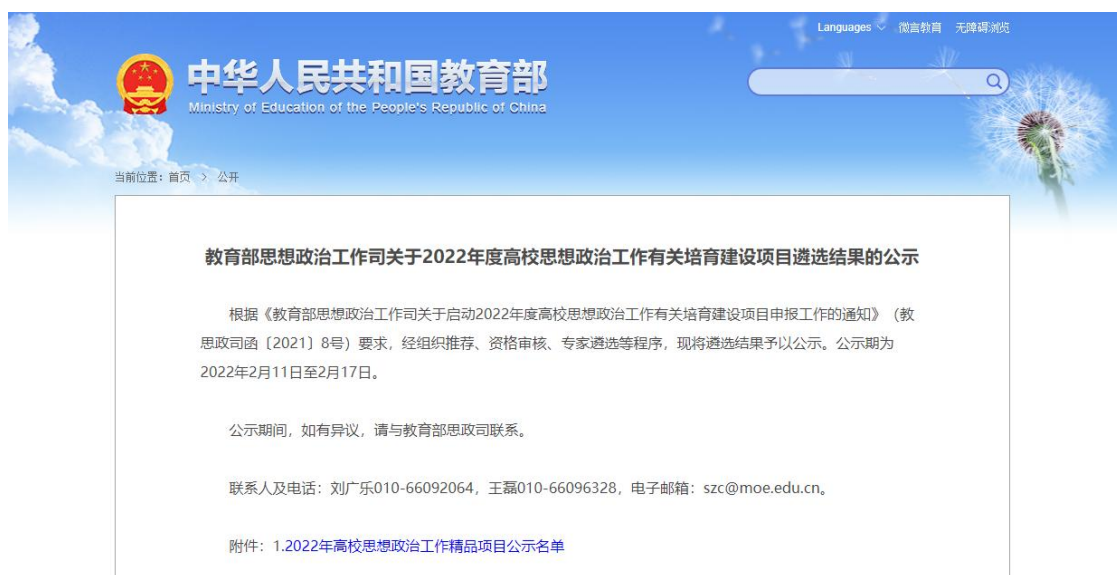 Languages 微言教育 无障碍浏览
中华人民共和国教育部
Ministry of Education of the People's Republic of China
当前位置：首页 > 公开
教育部思想政治工作司关于2022年度高校思想政治工作有关培育建设项目遴选结果的公示
根据《教育部思想政治工作司关于启动2022年度高校思想政治工作有关培育建设项目申报工作的通知》（教
思政司函〔2021〕8号）要求，经组织推荐、资格审核、专家遴选等程序，现将遴选结果予以公示。公示期为
2022年2月11日至2月17日。
公示期间，如有异议，请与教育部思政司联系。
联系人及电话：刘广乐010-66092064，王磊010-66096328，电子邮箱：szc@moe.edu.cn。
附件：1.2022年高校思想政治工作精品项目公示名单